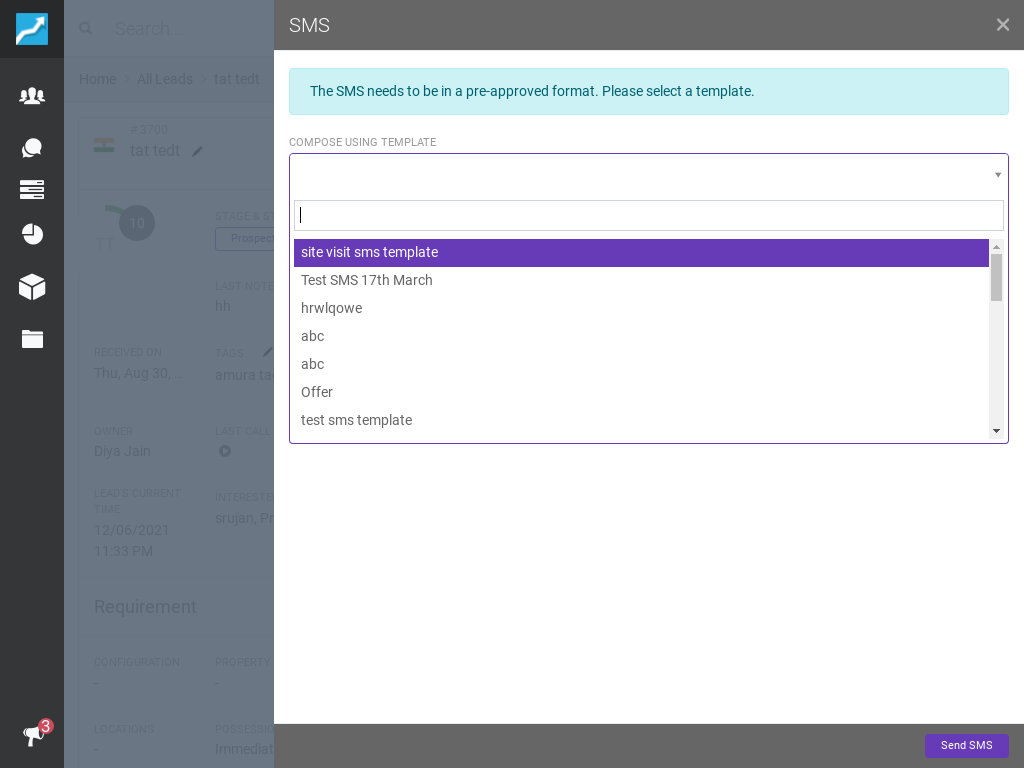 SMS
Search..
Home
All Leads
tat tedt
The SMS needs to be in a pre-approved format. Please select a template.
COMPOSE USING TEMPLATE
# 3700
tat tedt
10
TT
STAGE & S
Prospect
site visit sms template
Test SMS 17th March
hrwlqowe
abc
abc
Offer
test sms template
LAST NOTE
hh
RECEIVED ON
Thu, Aug 30, ...
TAGS
amura ta
OWNER
Diya Jain
LAST CALL
LEAD'S CURRENT
TIME
12/06/2021
11:33 PM
INTERESTE
srujan, Pr
Requirement
CONFIGURATION
-
PROPERTY
-
LOCATIONS
-
POSSESSI
Immediat
3
Send SMS